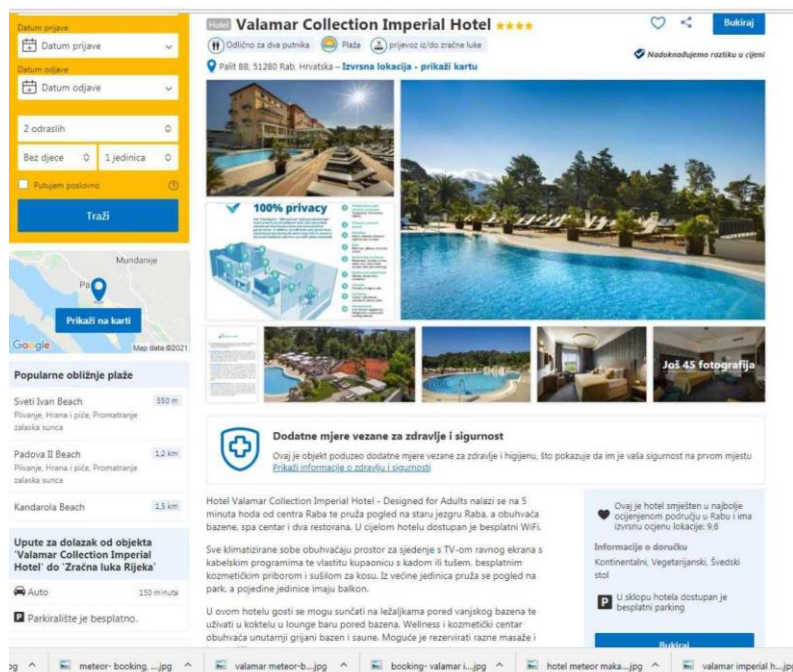 Datum prijave
Datum prijave
Datum odjave
Datum odjave
2 odraslih
Bez djece
1 jedinica
Putujem poslovno
Traži
Mundanije
Pa
Prikaži na karti
Google
Map data ©2021
Popularne obližnje plaže
Sveti Ivan Beach
550 m
Plivanje, Hrana i piće, Promatranje
zalaska sunca
Padova II Beach
1,2 km
Plivanje, Hrana i piće, Promatranje
zalaska sunca
Kandarola Beach
1,5 km
Upute za dolazak od objekta
'Valamar Collection Imperial
Hotel' do 'Zračna luka Rijeka'
Auto
150 minuta
P Parkiralište je besplatno.
Hotel Valamar Collection Imperial Hotel
Bukiraj
Odlično za dva putnika
Plaža
prijevoz iz/do zračne luke
Nadoknađujemo razliku u cijeni
Palit BB, 51280 Rab, Hrvatska – Izvrsna lokacija - prikaži kartu
100% privacy
Još 45 fotografija
Dodatne mjere vezane za zdravlje i sigurnost
Ovaj je objekt poduzeo dodatne mjere vezane za zdravlje i higijenu, što pokazuje da im je vaša sigurnost na prvom mjestu
Prikaži informacije o zdravlju i sigurnosti
Hotel Valamar Collection Imperial Hotel - Designed for Adults nalazi se na 5
minuta hoda od centra Raba te pruža pogled na staru jezgru Raba, a obuhvaća
bazene, spa centar i dva restorana. U cijelom hotelu dostupan je besplatni WiFi.
Sve klimatizirane sobe obuhvaćaju prostor za sjedenje s TV-om ravnog ekrana s
kabelskim programima te vlastitu kupaonicu s kadom ili tušem, besplatnim
kozmetičkim priborom i sušilom za kosu. Iz većine jedinica pruža se pogled na
park, a pojedine jedinice imaju balkon.
U ovom hotelu gosti se mogu sunčati na ležaljkama pored vanjskog bazena te
uživati u koktelu u lounge baru pored bazena. Wellness i kozmetički centar
obuhvaća unutarnji grijani bazen i saune. Moguće je rezervirati razne masaže i
Ovaj je hotel smješten u najbolje
ocijenjenom području u Rabu i ima
izvrsnu ocjenu lokacije: 9,6
Informacije o doručku
Kontinentalni, Vegetarijanski, Švedski
stol
P U sklopu hotela dostupan je
besplatni parking
Bukiraj
meteor- booking, ....jpg
valamar meteor-b....jpg
booking- valamar i....jpg
hotel meteor maka....jpg
valamar imperial h....jpg